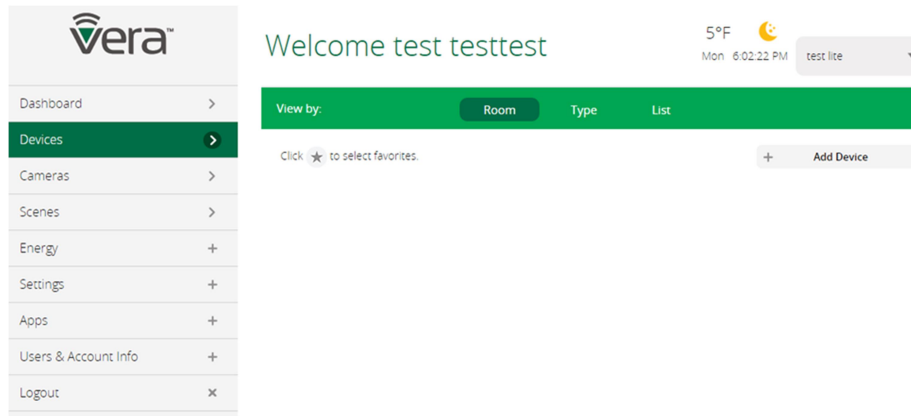 vera™
Dashboard
Devices
Cameras
Scenes
Energy
Settings
Apps
Users & Account Info
Logout
Welcome test testtest
5°F
Mon 6:02:22 PM
test lite
View by:
Room
Type
List
Click ★ to select favorites.
+ Add Device